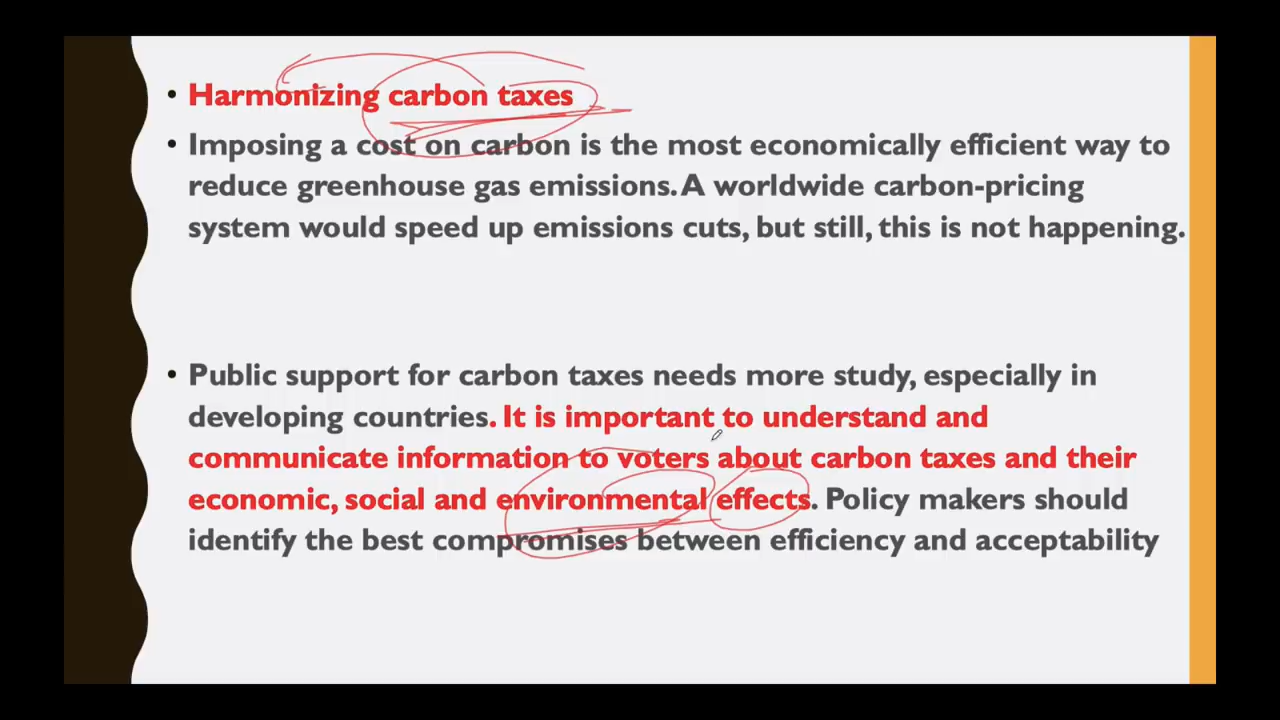 • Harmonizing carbon taxes
• Imposing a cost on carbon is the most economically efficient way to
reduce greenhouse gas emissions. A worldwide carbon-pricing
system would speed up emissions cuts, but still, this is not happening.
• Public support for carbon taxes needs more study, especially in
developing countries. It is important to understand and
communicate information to voters about carbon taxes and their
economic, social and environmental effects. Policy makers should
identify the best compromises between efficiency and acceptability